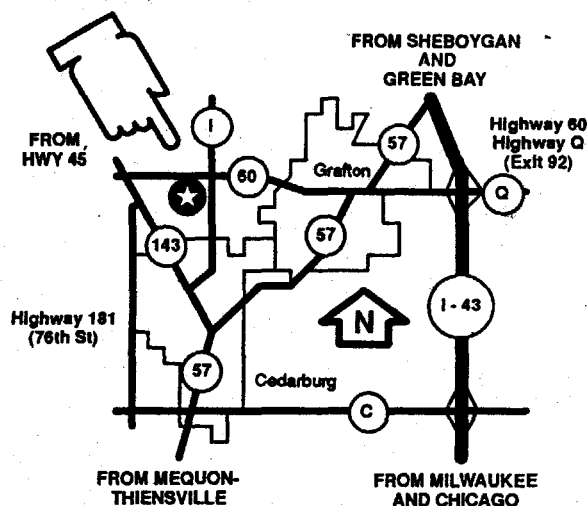 FROM SHEBOYGAN
AND
GREEN BAY
I
57
Highway 60
Highway Q
(Exit 92)
FROM
HWY 45
60
Grafton
Q
143
57
I - 43
Highway 181
(76th St)
N
57
Cedarburg
C
FROM MEQUON-
THIENSVILLE
FROM MILWAUKEE
AND CHICAGO